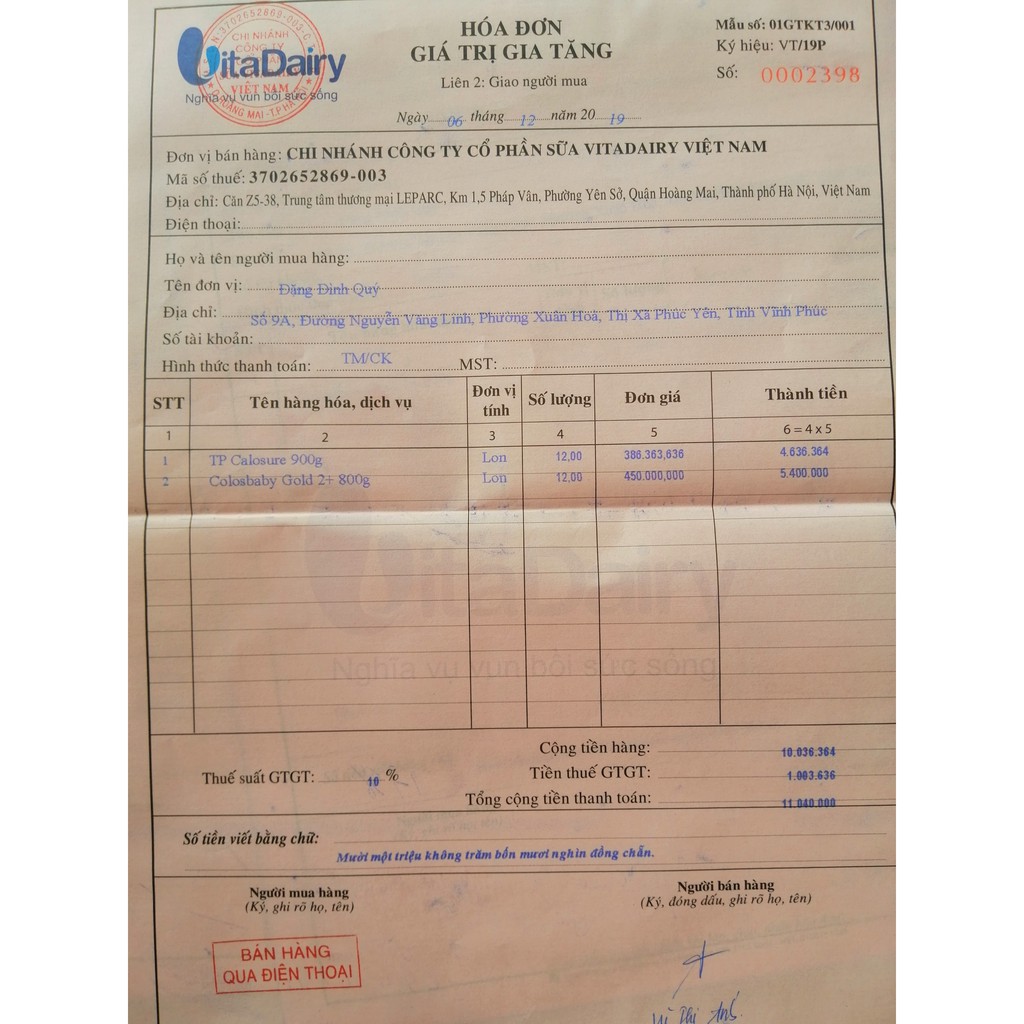 VitaDairy
Nghĩa vụ vun bồi sức sống
CHI NHÁNH
CÔNG TY
VIỆT NAM
HÓA ĐƠN
GIÁ TRỊ GIA TĂNG
Liên 2: Giao người mua
Ngày 06 tháng 12 năm 20 19
Mẫu số: 01GTKT3/001
Ký hiệu: VT/19P
Số: 0002398
Đơn vị bán hàng: CHI NHÁNH CÔNG TY CỔ PHẦN SỮA VITADAIRY VIỆT NAM
Mã số thuế: 3702652869-003
Địa chỉ: Căn Z5-38, Trung tâm thương mại LEPARC, Km 1,5 Pháp Vân, Phường Yên Sở, Quận Hoàng Mai, Thành phố Hà Nội, Việt Nam
Điện thoại:
Họ và tên người mua hàng:
Tên đơn vị: Đặng Đình Quý
Địa chỉ: Số 9A, Đường Nguyễn Văng Linh, Phường Xuân Hoà, Thị Xã Phúc Yên, Tỉnh Vĩnh Phúc
Số tài khoản:
Hình thức thanh toán: TM/CK MST:
STT Tên hàng hóa, dịch vụ Đơn vị tính Số lượng Đơn giá Thành tiền
1 2 3 4 5 6 = 4 x 5
1 TP Calosure 900g Lon 12,00 386.363,636 4.636.364
2 Colosbaby Gold 2+ 800g Lon 12,00 450.000,000 5.400.000
VitaDairy
Nghĩa vụ vun bồi sức sống
Cộng tiền hàng: 10.036.364
Thuế suất GTGT: 10 % Tiền thuế GTGT: 1.003.636
Tổng cộng tiền thanh toán: 11.040.000
Số tiền viết bằng chữ:
Mười một triệu không trăm bốn mươi nghìn đồng chẵn.
Người mua hàng
(Ký, ghi rõ họ, tên)
Người bán hàng
(Ký, đóng dấu, ghi rõ họ, tên)
BÁN HÀNG
QUA ĐIỆN THOẠI